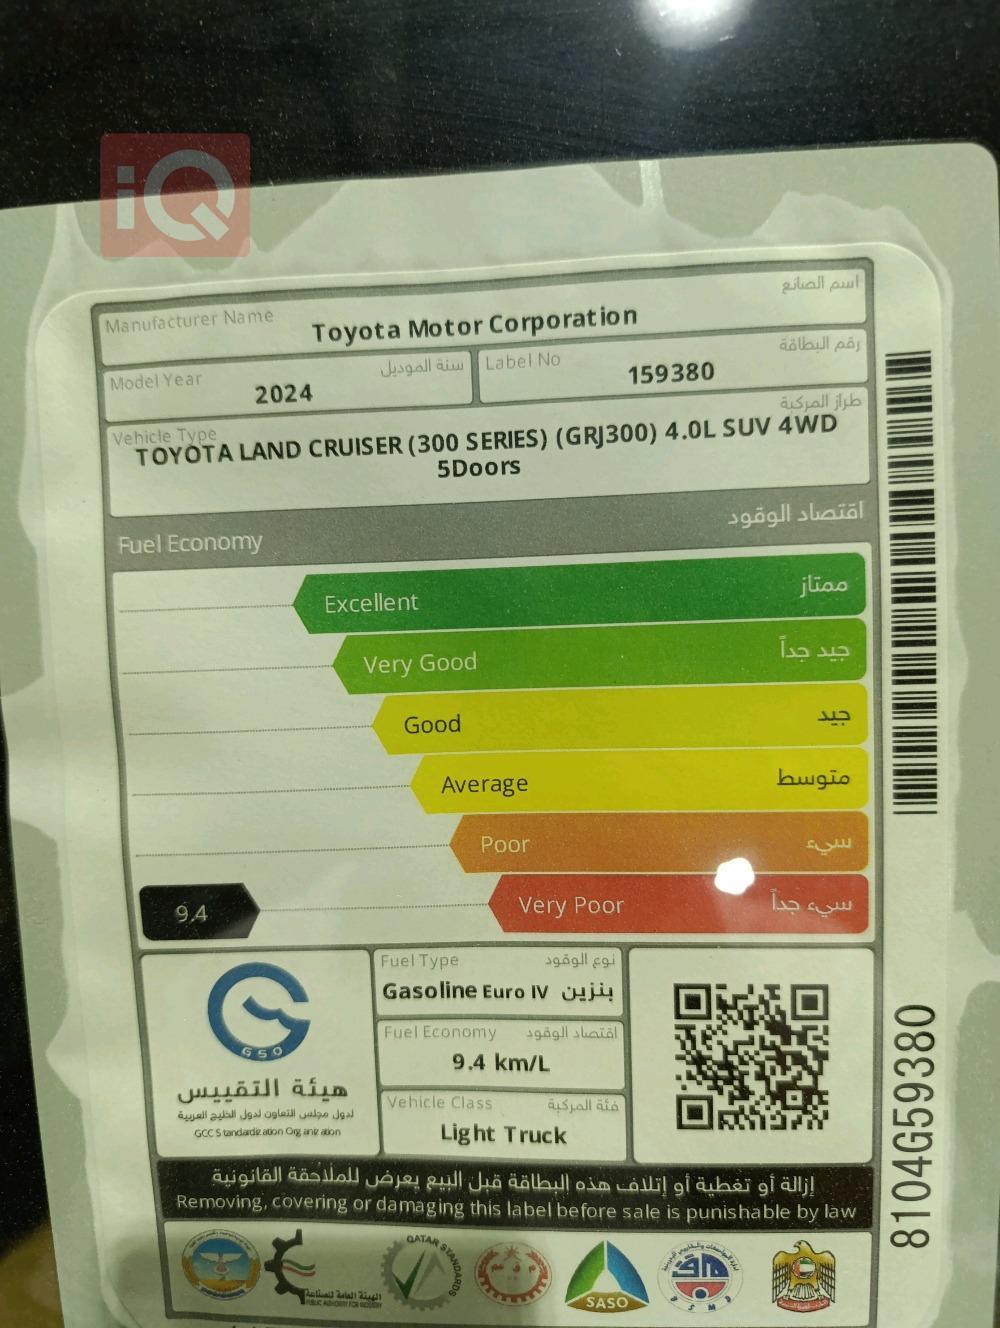 iQ
اسم الصانع
Manufacturer Name
Toyota Motor Corporation
Model Year
سنة الموديل
2024
Label No
رقم البطاقة
159380
طراز المركبة
Vehicle Type
TOYOTA LAND CRUISER (300 SERIES) (GRJ300) 4.0L SUV 4WD
5Doors
Fuel Economy
اقتصاد الوقود
Excellent
ممتاز
Very Good
جيد جداً
Good
جيد
Average
متوسط
Poor
سيء
9.4
Very Poor
سيء جداً
GSO
هيئة التقييس
لدول مجلس التعاون لدول الخليج العربية
GCC Standardization Organization
Fuel Type
نوع الوقود
Gasoline Euro IV بنزين
Fuel Economy
اقتصاد الوقود
9.4 km/L
Vehicle Class
فئة المركبة
Light Truck
8104G59380
إزالة أو تغطية أو إتلاف هذه البطاقة قبل البيع يعرض للملاحقة القانونية
Removing, covering or damaging this label before sale is punishable by law
الهيئة العامة للصناعة
PUBLIC AUTHORITY FOR INDUSTRY
QATAR STANDARDS
SASO
BSMD